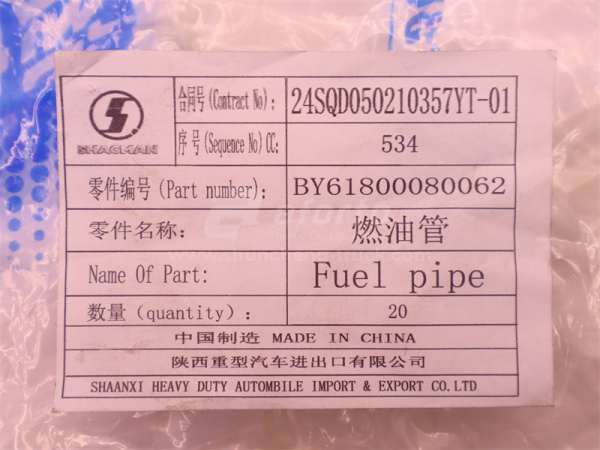 合同号(Contract No): 24SQD050210357YT-01
SHACMAN
序号(Sequence No)CC: 534
零件编号(Part number): BY61800080062
零件名称: 燃油管
Name Of Part: Fuel pipe
数量(quantity): 20
中国制造 MADE IN CHINA
陕西重型汽车进出口有限公司
SHAANXI HEAVY DUTY AUTOMBILE IMPORT & EXPORT CO.LTD